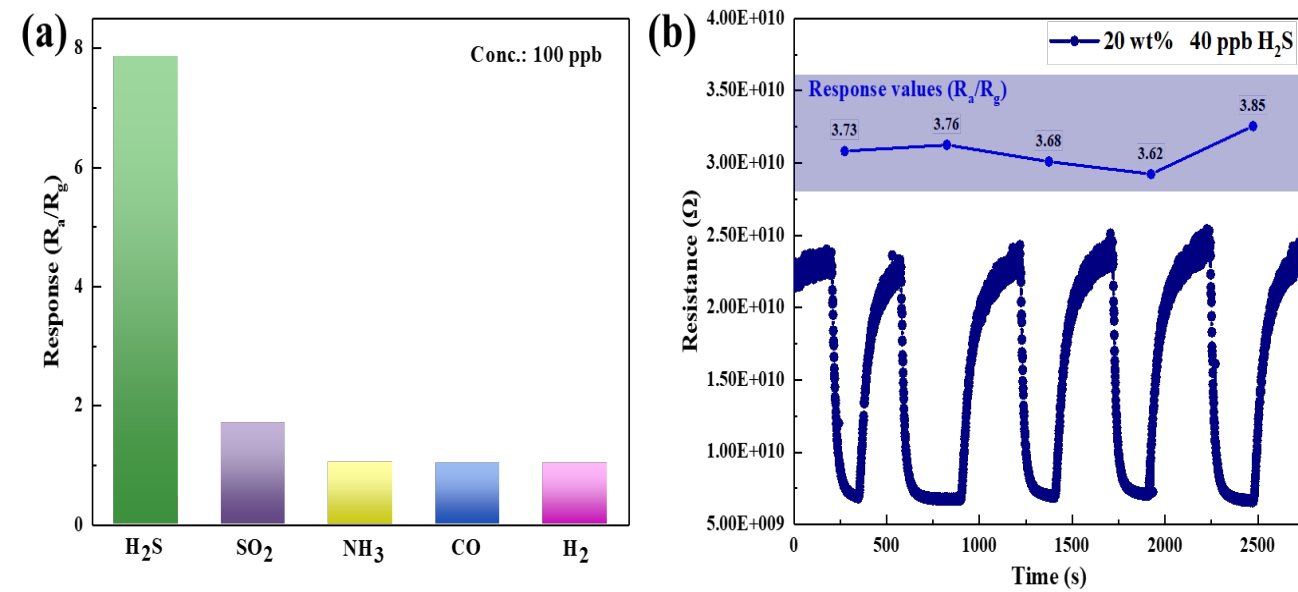 (a)
Conc.: 100 ppb
Response (Rₐ/R_g)
8
6
4
2
0
H₂S SO₂ NH₃ CO H₂
(b)
20 wt% 40 ppb H₂S
Response values (Rₐ/R_g)
3.73 3.76 3.68 3.62 3.85
Resistance (Ω)
4.00E+010
3.50E+010
3.00E+010
2.50E+010
2.00E+010
1.50E+010
1.00E+010
5.00E+009
0 500 1000 1500 2000 2500
Time (s)